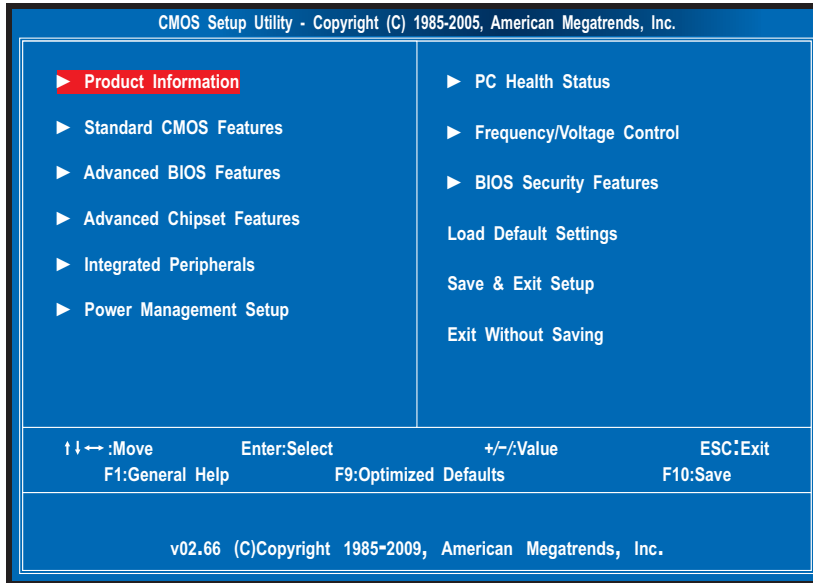 CMOS Setup Utility - Copyright (C) 1985-2005, American Megatrends, Inc.
► Product Information
► Standard CMOS Features
► Advanced BIOS Features
► Advanced Chipset Features
► Integrated Peripherals
► Power Management Setup
► PC Health Status
► Frequency/Voltage Control
► BIOS Security Features
Load Default Settings
Save & Exit Setup
Exit Without Saving
↑↓↔ :Move Enter:Select +/-/:Value ESC:Exit
F1:General Help F9:Optimized Defaults F10:Save
v02.66 (C)Copyright 1985-2009, American Megatrends, Inc.